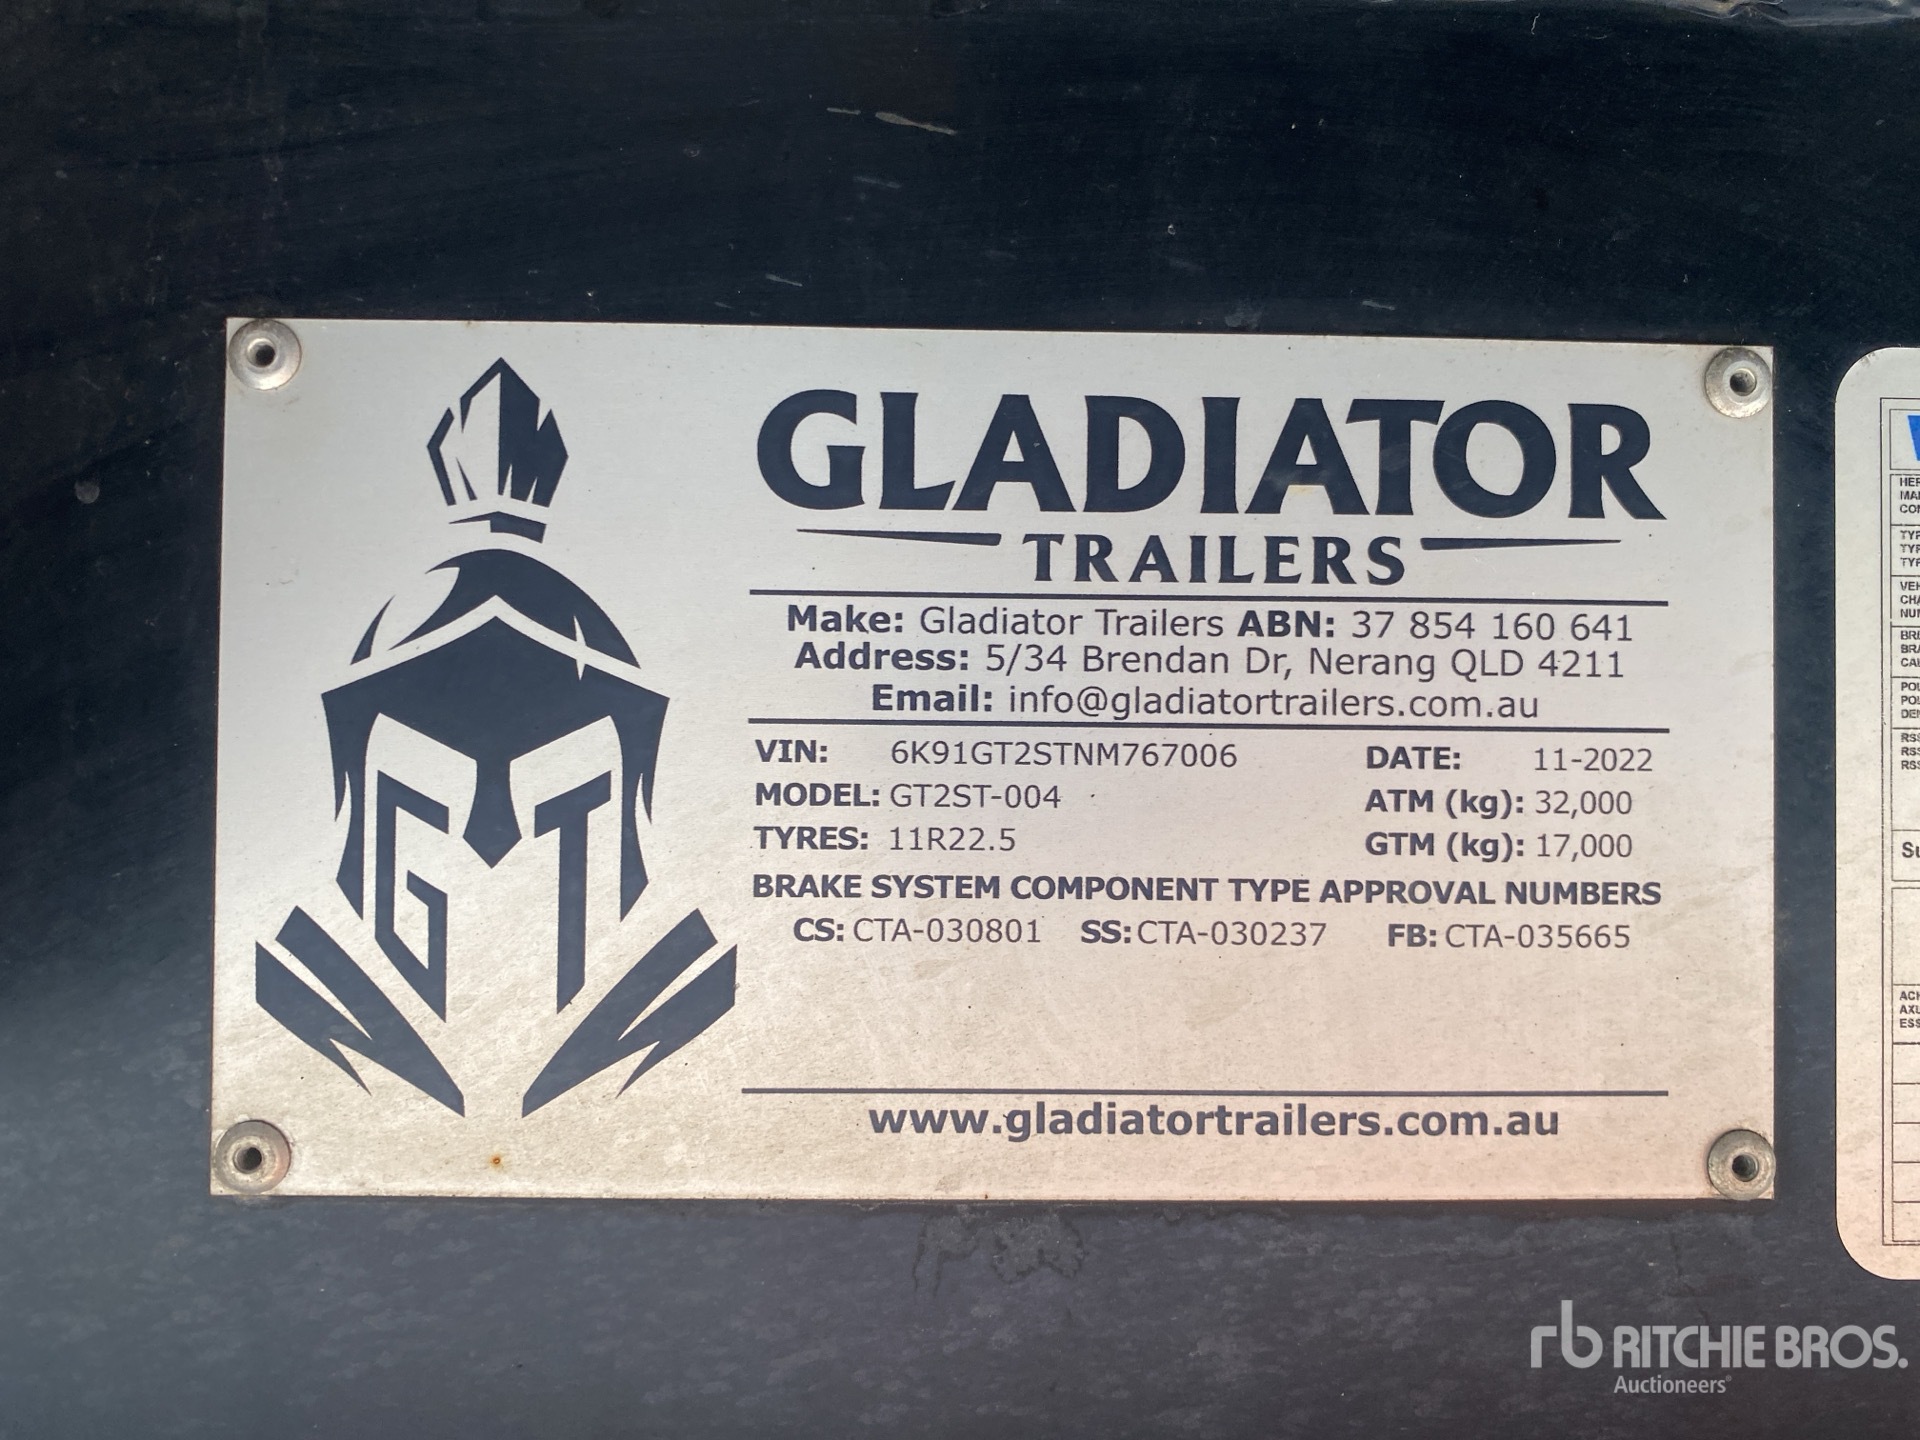 GLADIATOR
TRAILERS
Make: Gladiator Trailers ABN: 37 854 160 641
Address: 5/34 Brendan Dr, Nerang QLD 4211
Email: info@gladiatortrailers.com.au
VIN: 6K91GT2STNM767006 DATE: 11-2022
MODEL: GT2ST-004 ATM (kg): 32,000
TYRES: 11R22.5 GTM (kg): 17,000
BRAKE SYSTEM COMPONENT TYPE APPROVAL NUMBERS
CS: CTA-030801 SS: CTA-030237 FB: CTA-035665
www.gladiatortrailers.com.au
GT
rb RITCHIE BROS.
Auctioneers